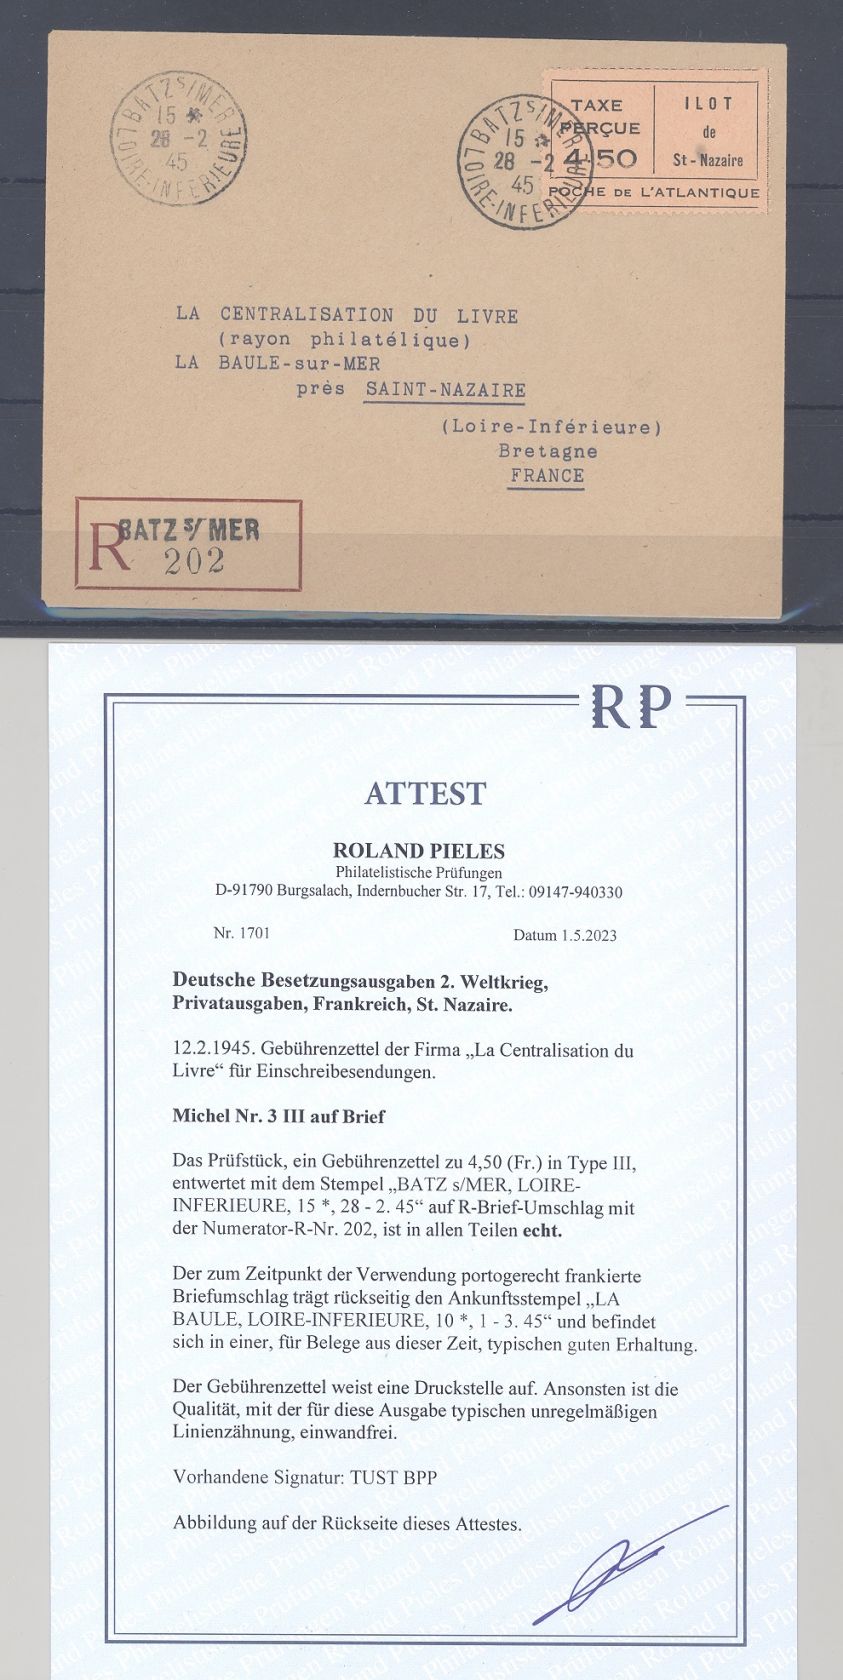 BATZ S/MER
15 *
28 -2
45
LOIRE-INFERIEURE
BATZ S/MER
15 *
28 -2
45
LOIRE-INFERIEURE
TAXE
PERÇUE
4.50
ILOT
de
St-Nazaire
POCHE DE L'ATLANTIQUE
LA CENTRALISATION DU LIVRE
(rayon philatélique)
LA BAULE-sur-MER
près SAINT-NAZAIRE
(Loire-Inférieure)
Bretagne
FRANCE
R BATZ S/MER
202
RP
ATTEST
ROLAND PIELES
Philatelistische Prüfungen
D-91790 Burgsalach, Indernbucher Str. 17, Tel.: 09147-940330
Nr. 1701 Datum 1.5.2023
Deutsche Besetzungsausgaben 2. Weltkrieg,
Privatausgaben, Frankreich, St. Nazaire.
12.2.1945. Gebührenzettel der Firma „La Centralisation du
Livre“ für Einschreibesendungen.
Michel Nr. 3 III auf Brief
Das Prüfstück, ein Gebührenzettel zu 4,50 (Fr.) in Type III,
entwertet mit dem Stempel „BATZ s/MER, LOIRE-
INFERIEURE, 15 *, 28 - 2. 45“ auf R-Brief-Umschlag mit
der Numerator-R-Nr. 202, ist in allen Teilen echt.
Der zum Zeitpunkt der Verwendung portogerecht frankierte
Briefumschlag trägt rückseitig den Ankunftsstempel „LA
BAULE, LOIRE-INFERIEURE, 10 *, 1 - 3. 45“ und befindet
sich in einer, für Belege aus dieser Zeit, typischen guten Erhaltung.
Der Gebührenzettel weist eine Druckstelle auf. Ansonsten ist die
Qualität, mit der für diese Ausgabe typischen unregelmäßigen
Linienzähnung, einwandfrei.
Vorhandene Signatur: TUST BPP
Abbildung auf der Rückseite dieses Attestes.